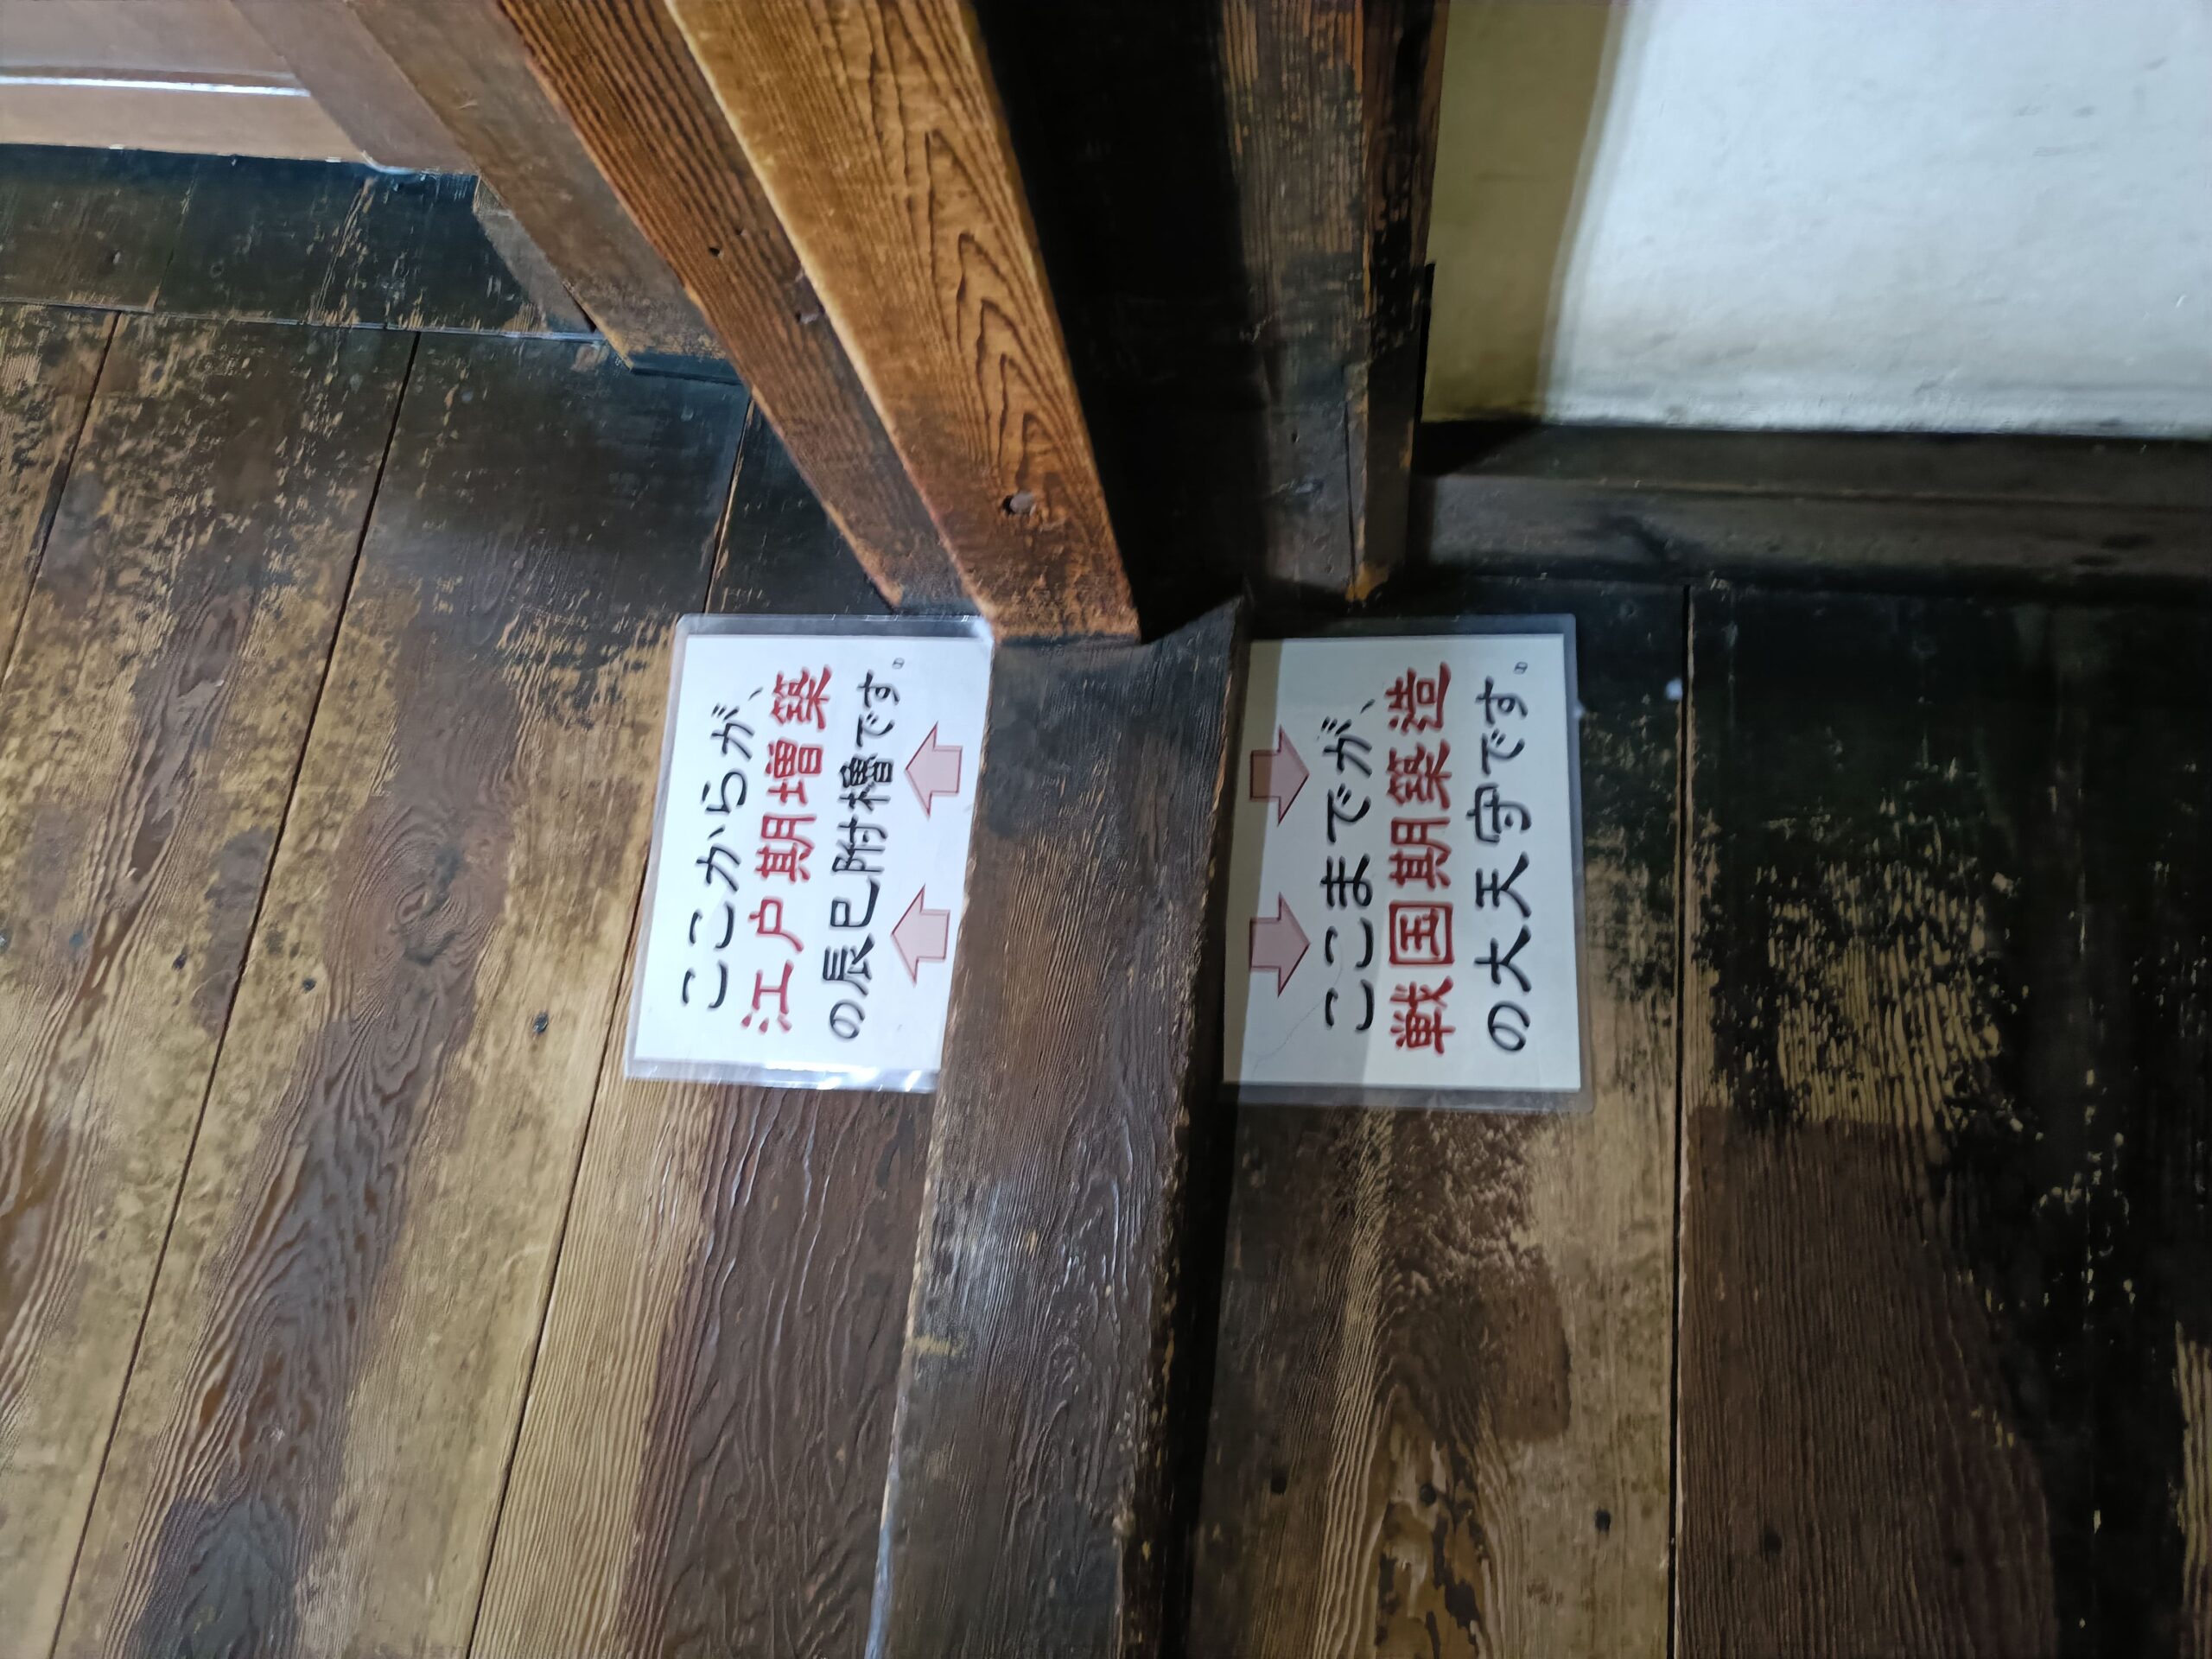 ここからが、
江戸期増築
の辰巳附櫓です。
ここまでが、
戦国期築造
の大天守です。